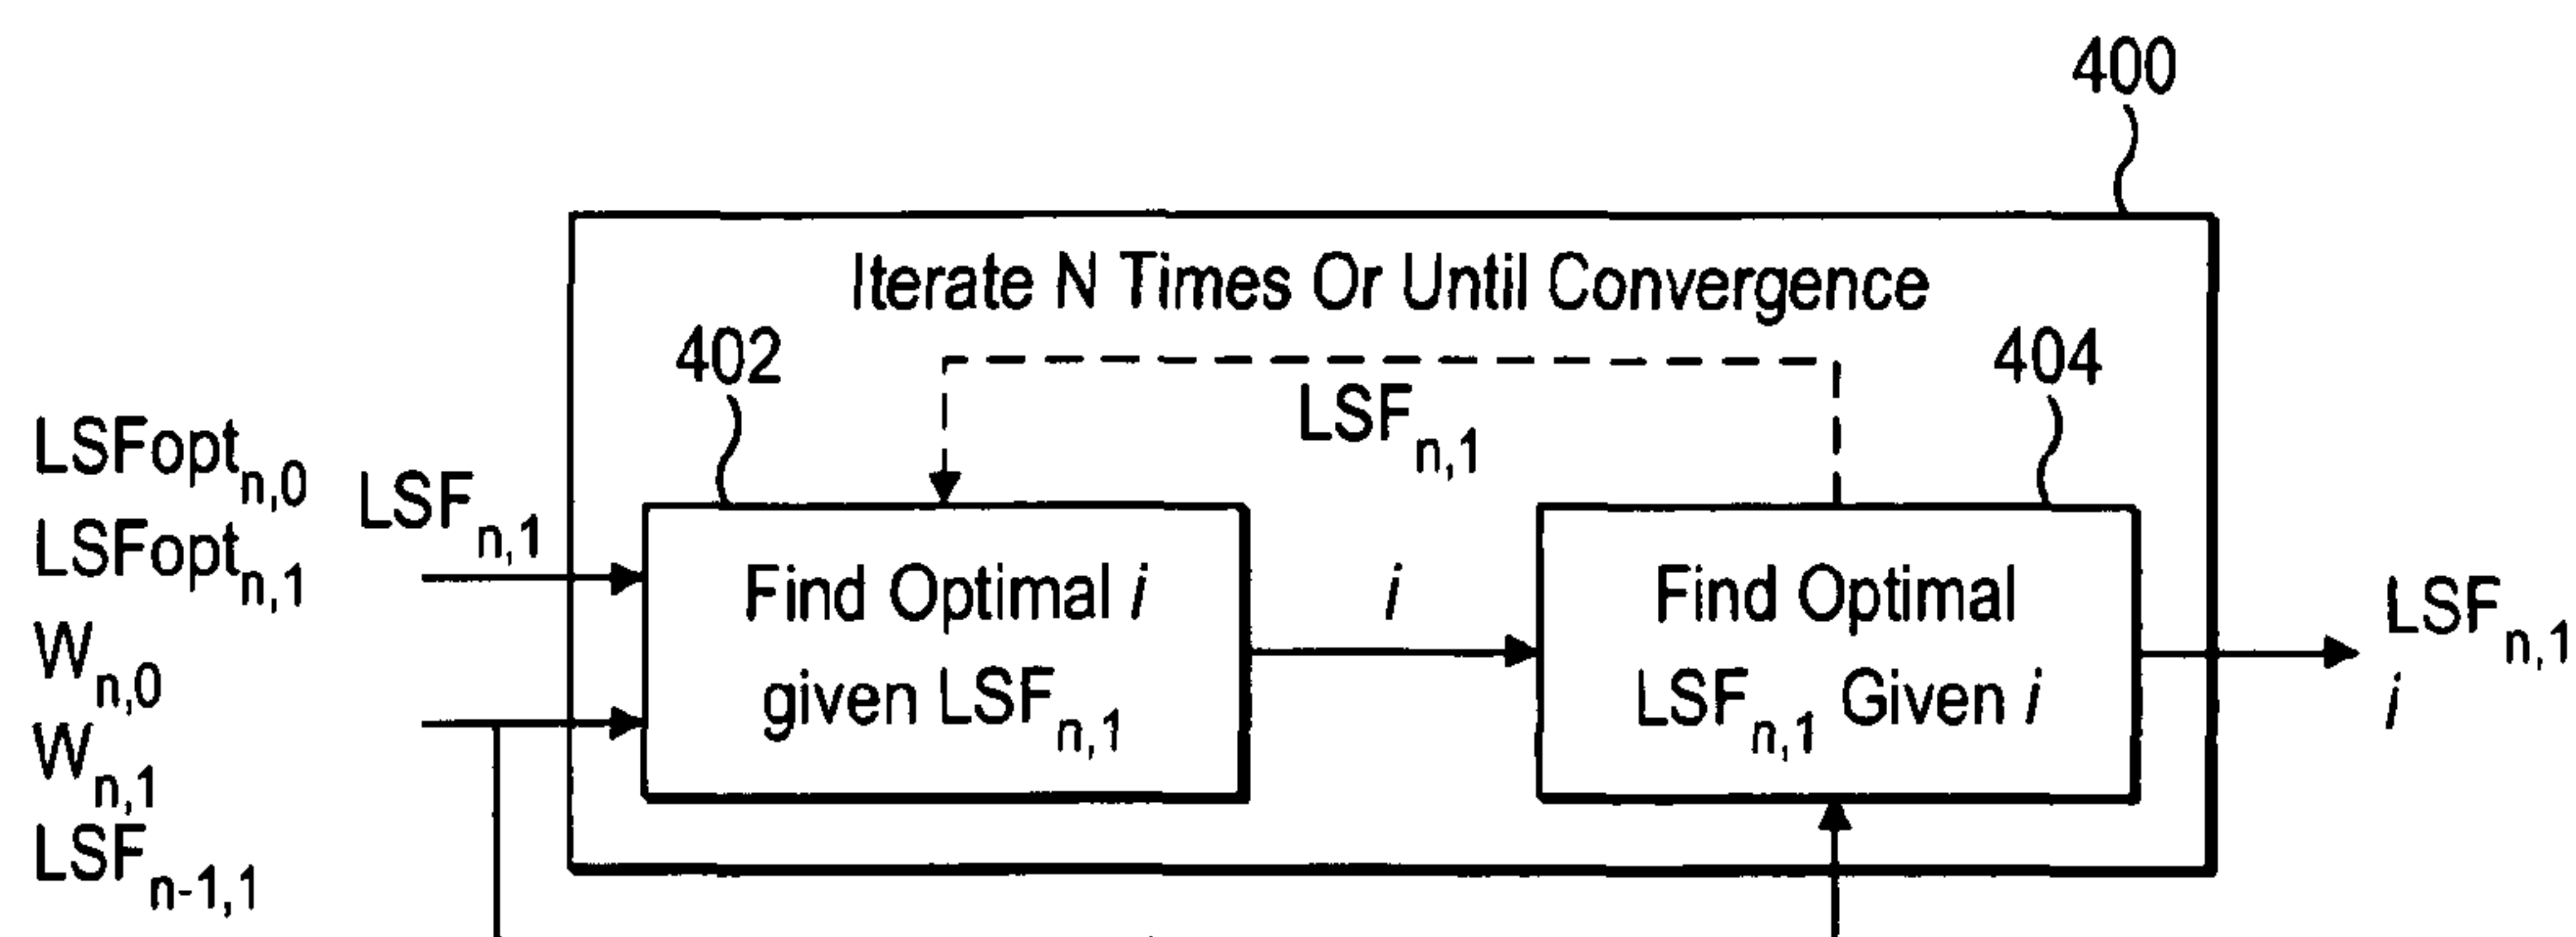 400
Iterate N Times Or Until Convergence
402
404
LSFn,1
LSFoptn,0
LSFoptn,1
Wn,0
Wn,1
LSFn-1,1
LSFn,1
Find Optimal i
given LSFn,1
i
Find Optimal
LSFn,1 Given i
LSFn,1
i